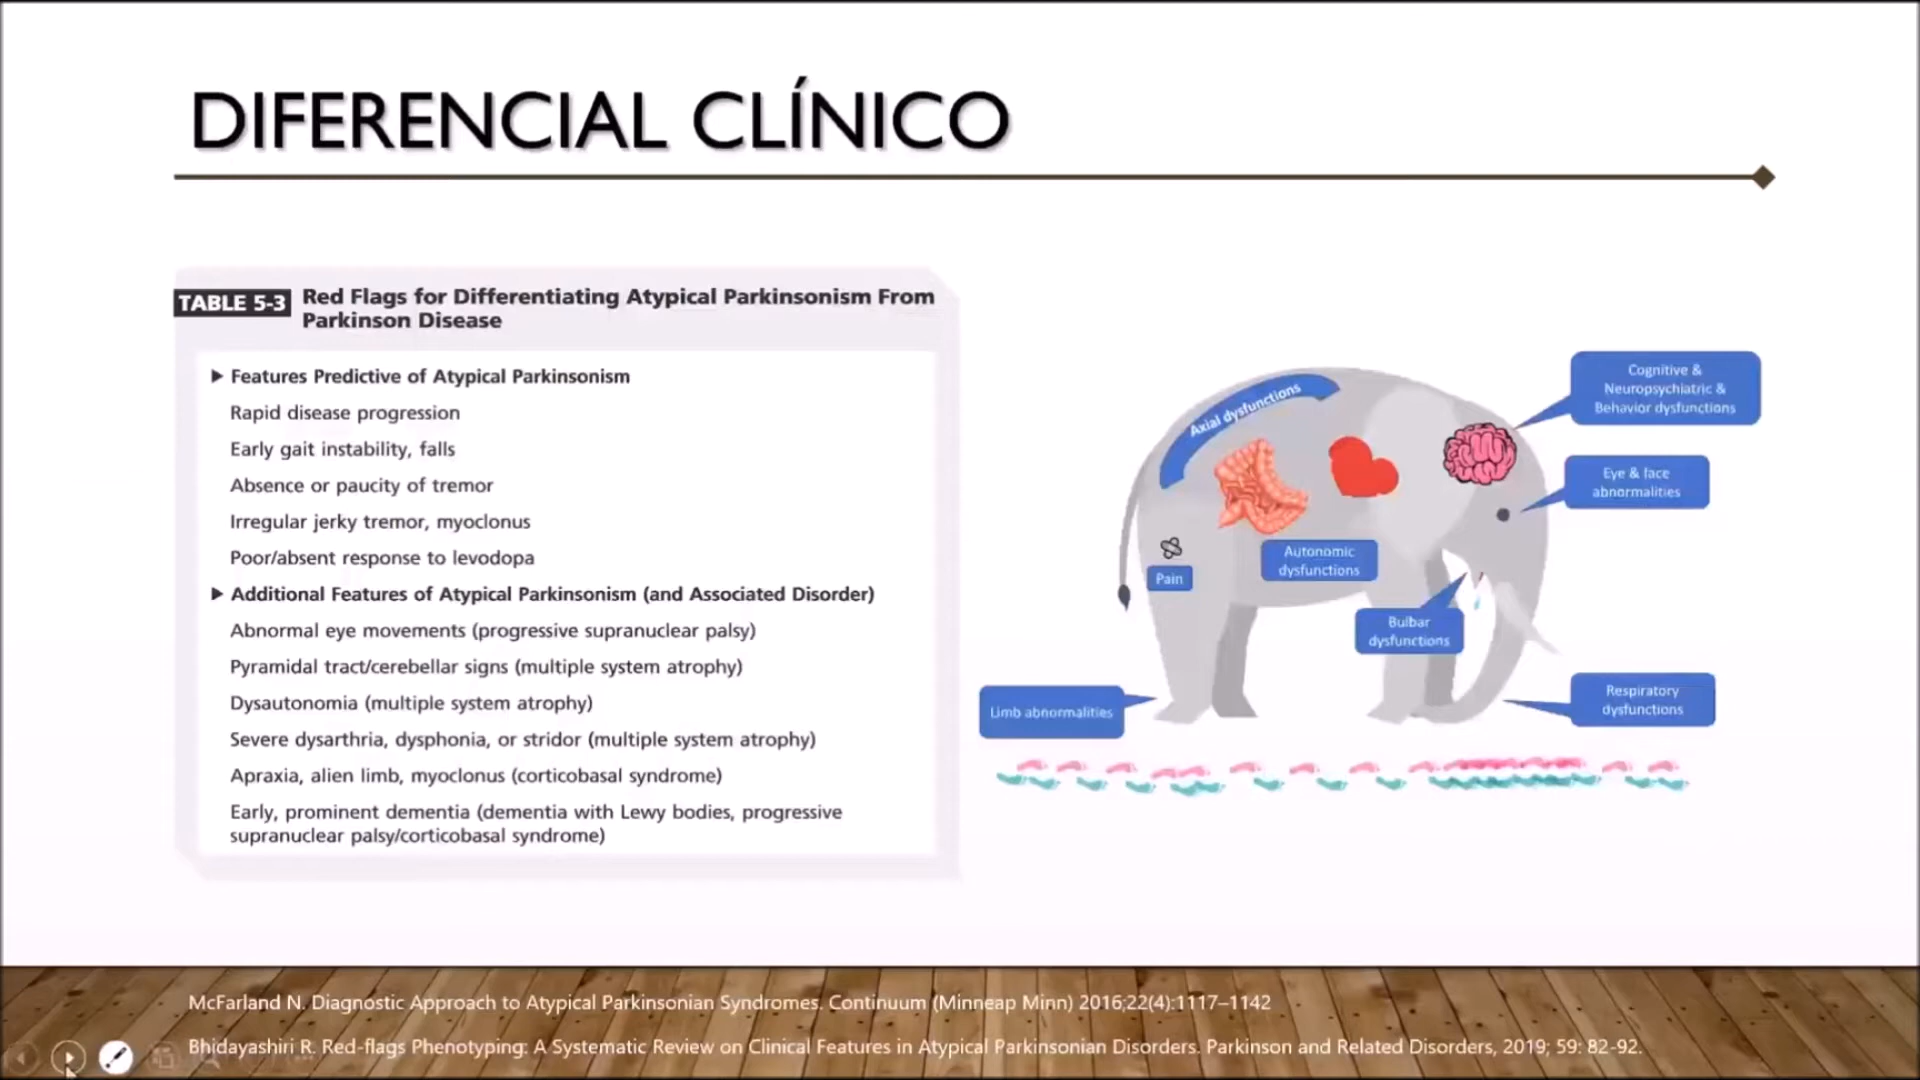 DIFERENCIAL CLÍNICO
TABLE 5-3
Red Flags for Differentiating Atypical Parkinsonism From
Parkinson Disease
▶ Features Predictive of Atypical Parkinsonism
Rapid disease progression
Early gait instability, falls
Absence or paucity of tremor
Irregular jerky tremor, myoclonus
Poor/absent response to levodopa
▶ Additional Features of Atypical Parkinsonism (and Associated Disorder)
Abnormal eye movements (progressive supranuclear palsy)
Pyramidal tract/cerebellar signs (multiple system atrophy)
Dysautonomia (multiple system atrophy)
Severe dysarthria, dysphonia, or stridor (multiple system atrophy)
Apraxia, alien limb, myoclonus (corticobasal syndrome)
Early, prominent dementia (dementia with Lewy bodies, progressive
supranuclear palsy/corticobasal syndrome)
Axial dysfunctions
Cognitive &
Neuropsychiatric &
Behavior dysfunctions
Eye & face
abnormalities
Autonomic
dysfunctions
Pain
Bulbar
dysfunctions
Limb abnormalities
Respiratory
dysfunctions
McFarland N. Diagnostic Approach to Atypical Parkinsonian Syndromes. Continuum (Minneap Minn) 2016;22(4):1117–1142
Bhidayashiri R. Red-flags Phenotyping: A Systematic Review on Clinical Features in Atypical Parkinsonian Disorders. Parkinson and Related Disorders, 2019; 59: 82-92.